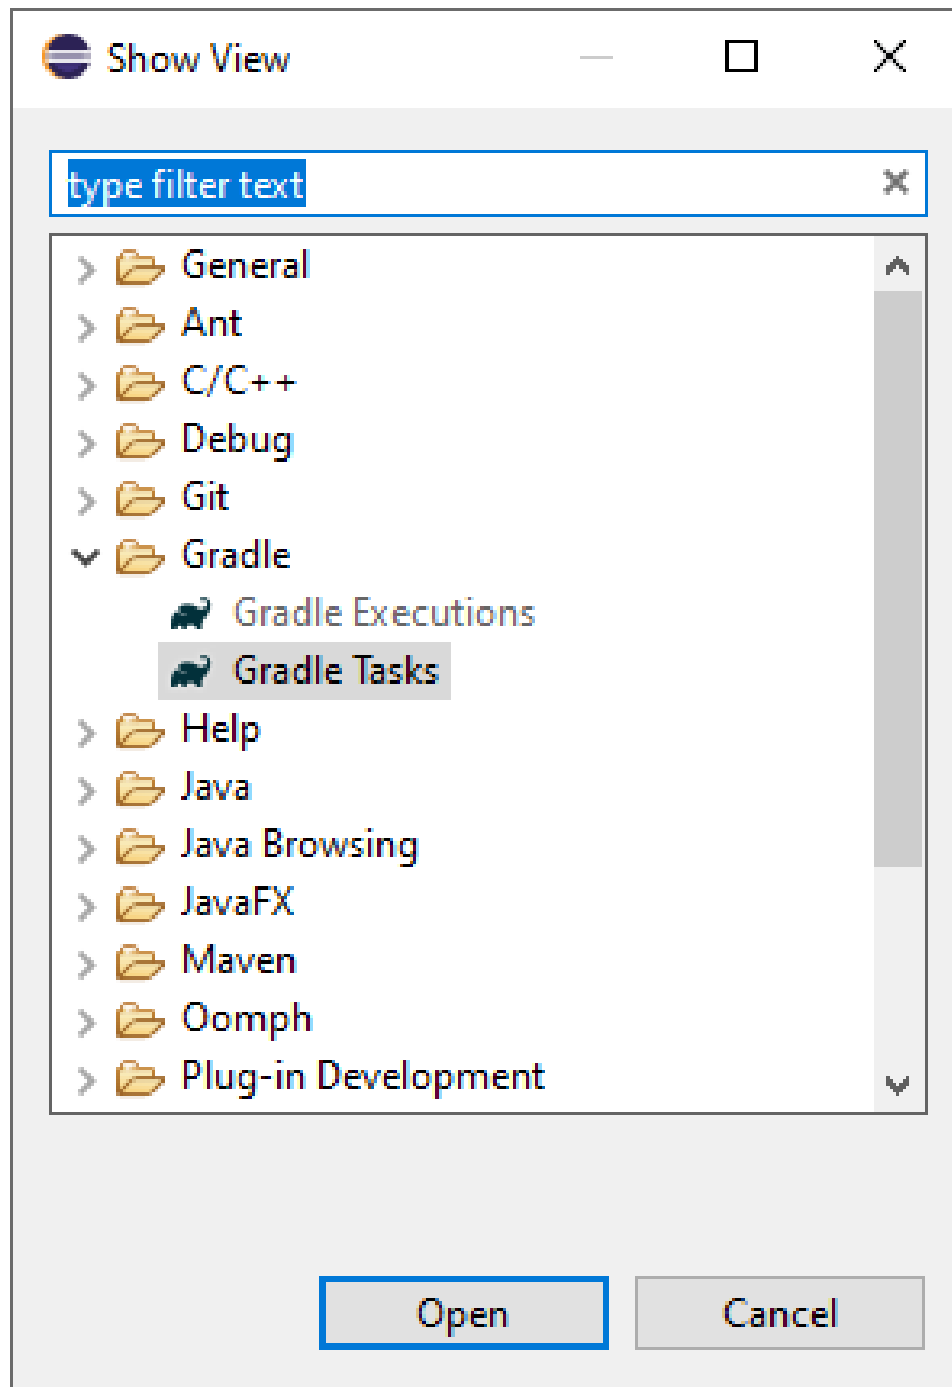 Show View
type filter text
General
Ant
C/C++
Debug
Git
Gradle
Gradle Executions
Gradle Tasks
Help
Java
Java Browsing
JavaFX
Maven
Oomph
Plug-in Development
Open
Cancel